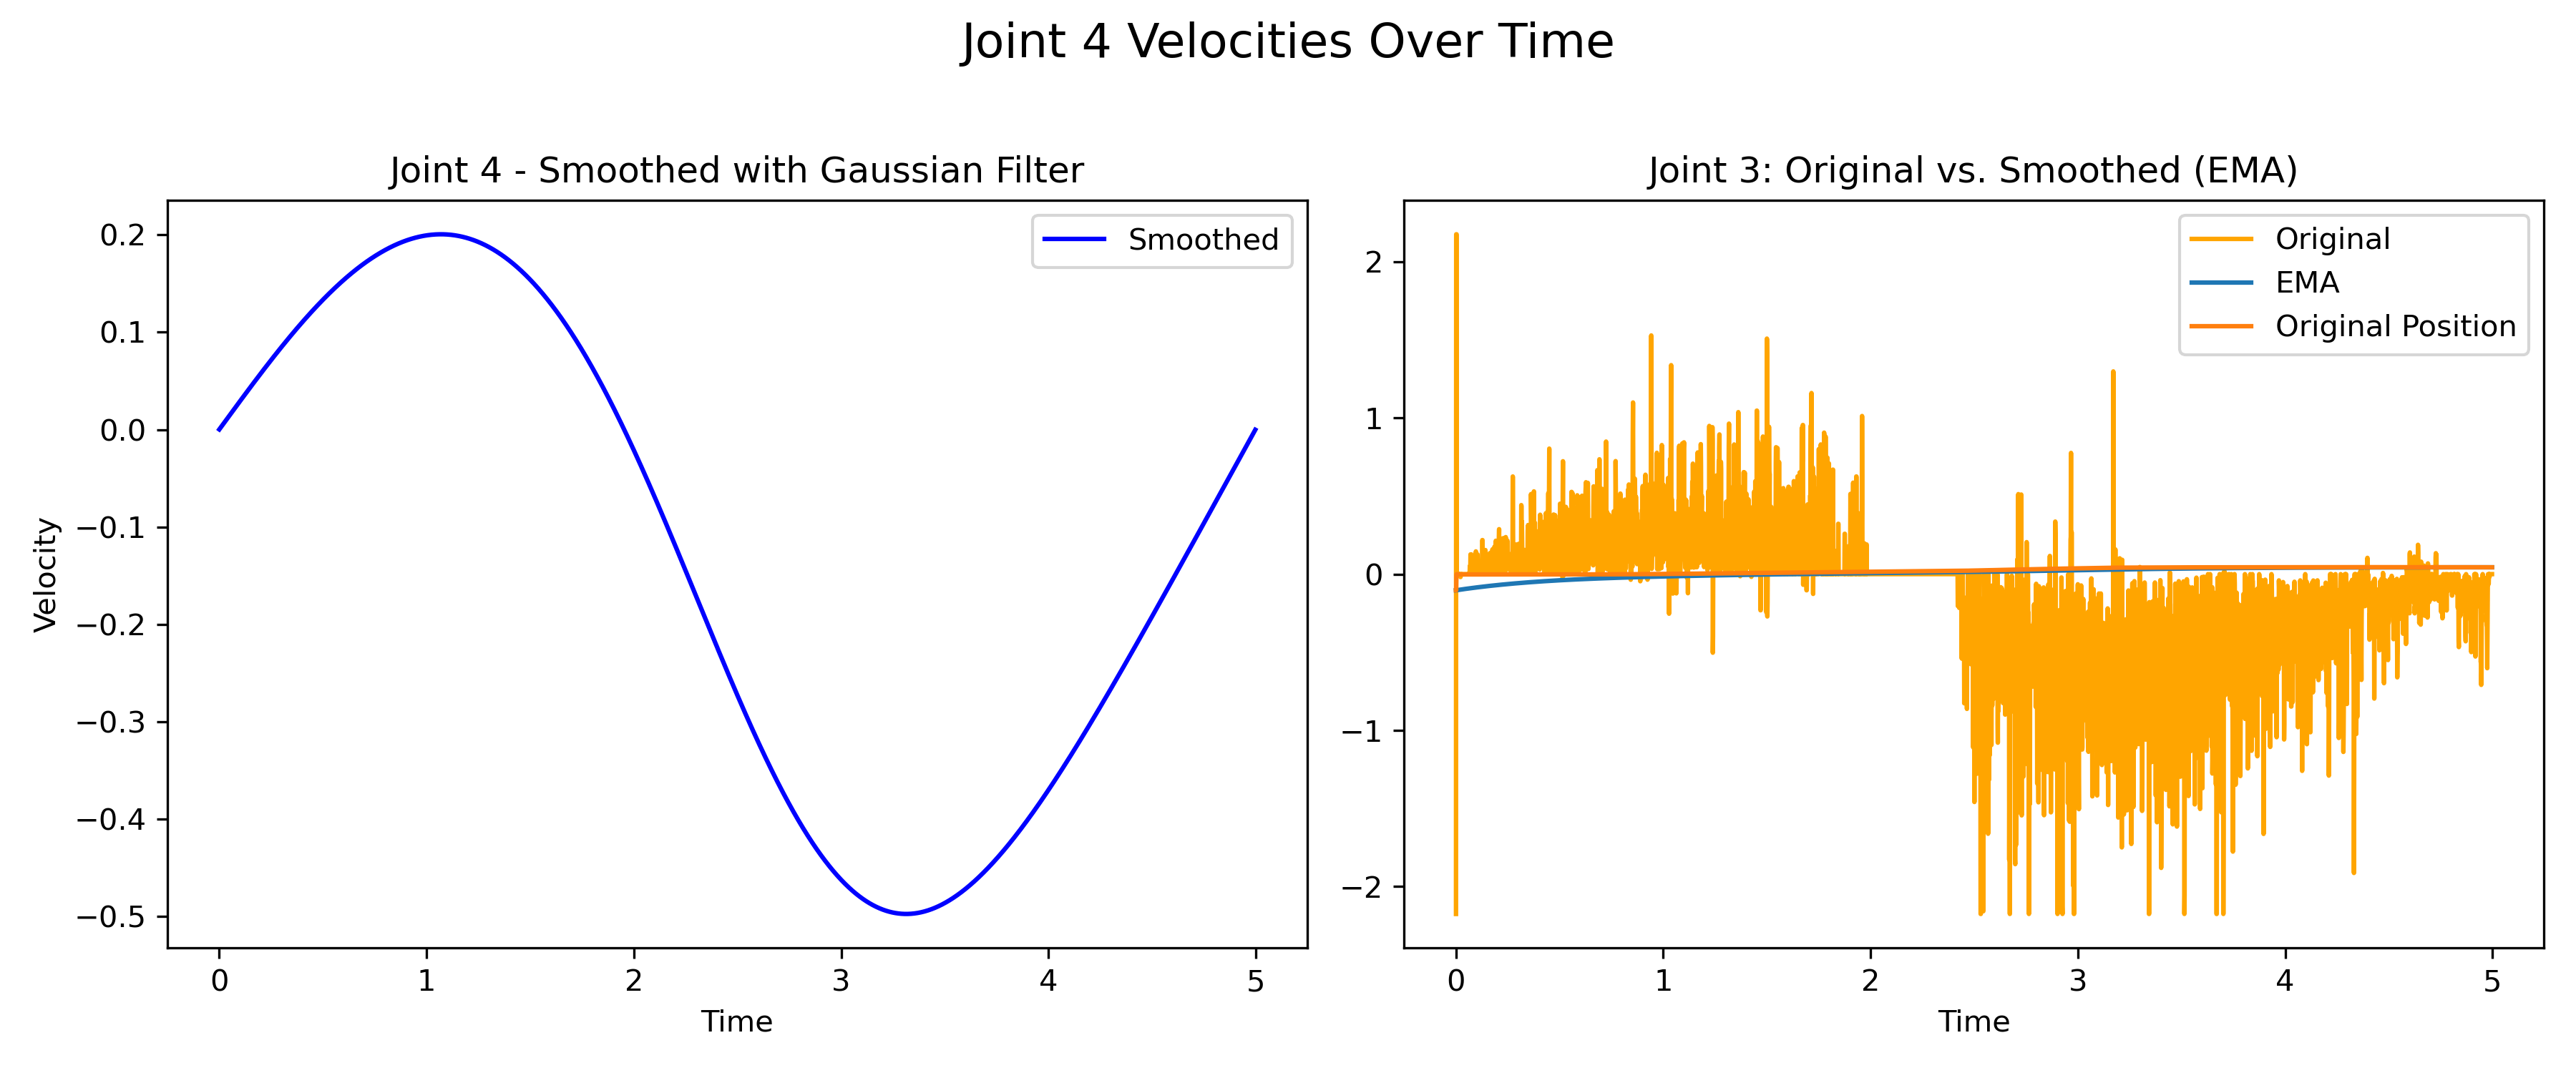 Joint 4 Velocities Over Time
Joint 4 - Smoothed with Gaussian Filter
Smoothed
0.2
0.1
0.0
−0.1
−0.2
−0.3
−0.4
−0.5
Velocity
0 1 2 3 4 5
Time
Joint 3: Original vs. Smoothed (EMA)
Original
EMA
Original Position
2
1
0
−1
−2
0 1 2 3 4 5
Time